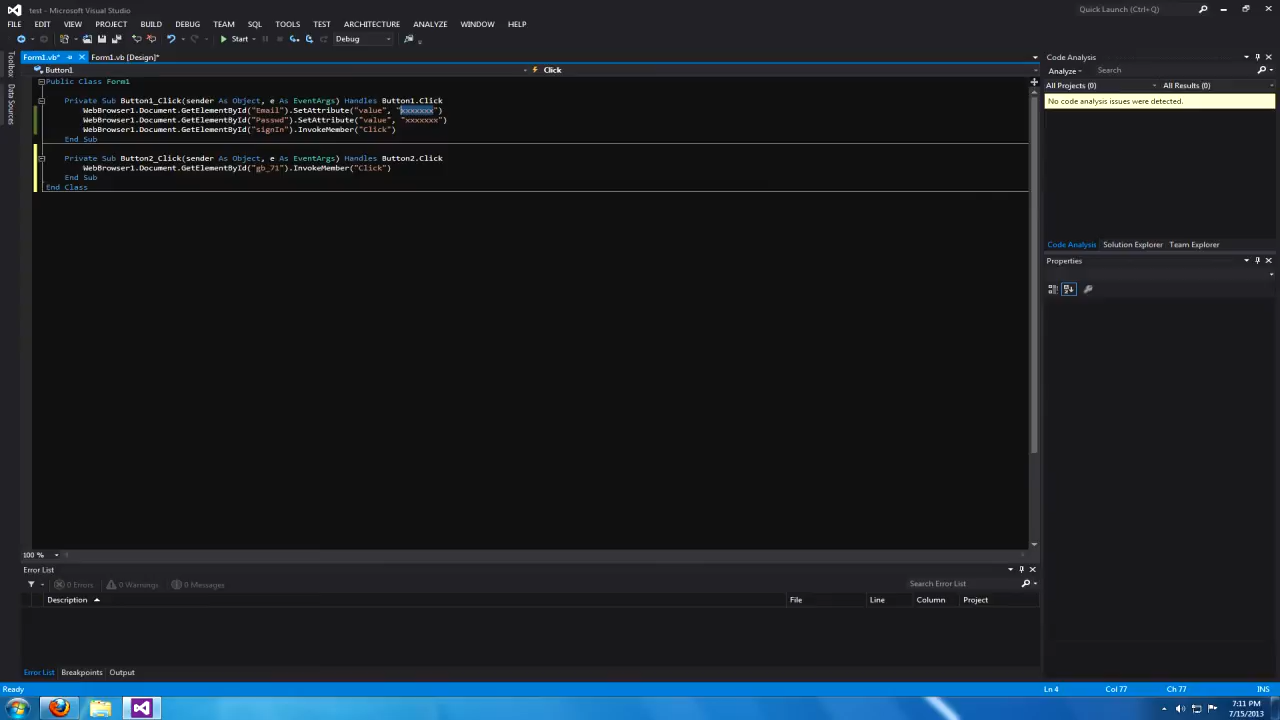 test - Microsoft Visual Studio
Quick Launch (Ctrl+Q)
FILE EDIT VIEW PROJECT BUILD DEBUG TEAM SQL TOOLS TEST ARCHITECTURE ANALYZE WINDOW HELP
Start Debug
Form1.vb* Form1.vb [Design]*
Button1 Click
Public Class Form1
Private Sub Button1_Click(sender As Object, e As EventArgs) Handles Button1.Click
WebBrowser1.Document.GetElementById("Email").SetAttribute("value", "xxxxxxx")
WebBrowser1.Document.GetElementById("Passwd").SetAttribute("value", "xxxxxxx")
WebBrowser1.Document.GetElementById("signIn").InvokeMember("Click")
End Sub
Private Sub Button2_Click(sender As Object, e As EventArgs) Handles Button2.Click
WebBrowser1.Document.GetElementById("gb_71").InvokeMember("Click")
End Sub
End Class
Toolbox
Data Sources
Code Analysis
Analyze Search
All Projects (0) All Results (0)
No code analysis issues were detected.
Code Analysis Solution Explorer Team Explorer
Properties
100 %
Error List
0 Errors 0 Warnings 0 Messages
Search Error List
Description File Line Column Project
Error List Breakpoints Output
Ready Ln 4 Col 77 Ch 77 INS
7:11 PM
7/15/2013